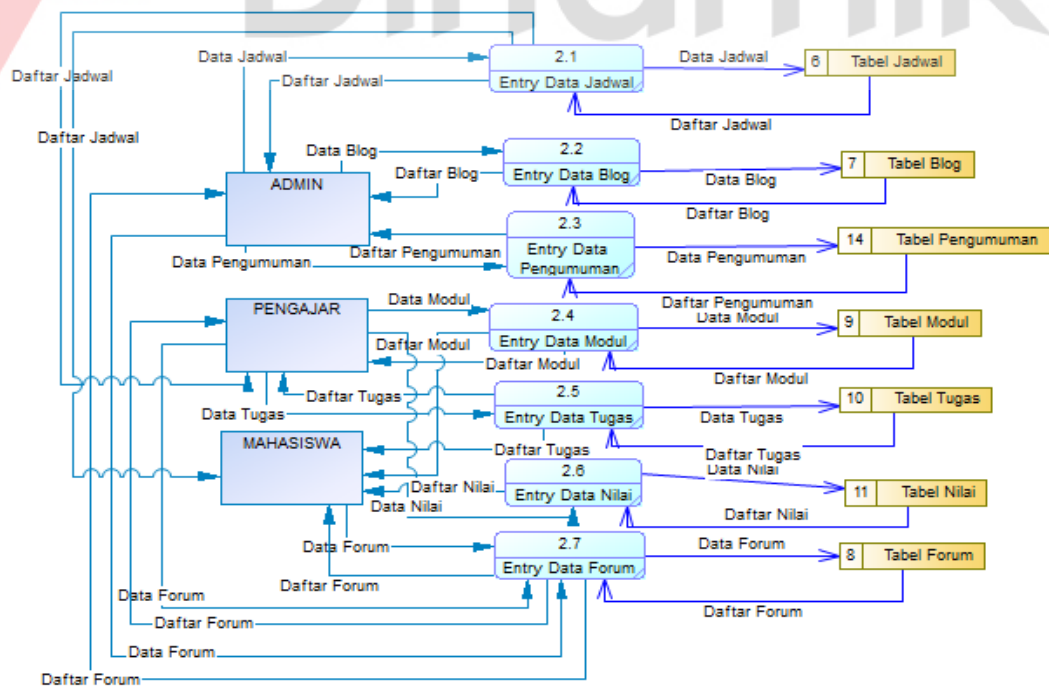 Dinamik
2.1
Entry Data Jadwal
Data Jadwal
Daftar Jadwal
Data Jadwal
6 Tabel Jadwal
Daftar Jadwal
Daftar Jadwal
Daftar Jadwal
Data Blog
2.2
Entry Data Blog
Daftar Blog
Data Blog
7 Tabel Blog
Daftar Blog
ADMIN
2.3
Entry Data
Pengumuman
Data Pengumuman
Daftar Pengumuman
Data Pengumuman
14 Tabel Pengumuman
Daftar Pengumuman
PENGAJAR
Data Modul
2.4
Entry Data Modul
Data Modul
9 Tabel Modul
Daftar Modul
Daftar Modul
Daftar Modul
2.5
Entry Data Tugas
Daftar Tugas
Data Tugas
Data Tugas
10 Tabel Tugas
Daftar Tugas
Daftar Tugas
MAHASISWA
2.6
Entry Data Nilai
Data Nilai
11 Tabel Nilai
Daftar Nilai
Data Nilai
Daftar Nilai
2.7
Entry Data Forum
Data Forum
Data Forum
8 Tabel Forum
Daftar Forum
Daftar Forum
Data Forum
Daftar Forum
Data Forum
Daftar Forum